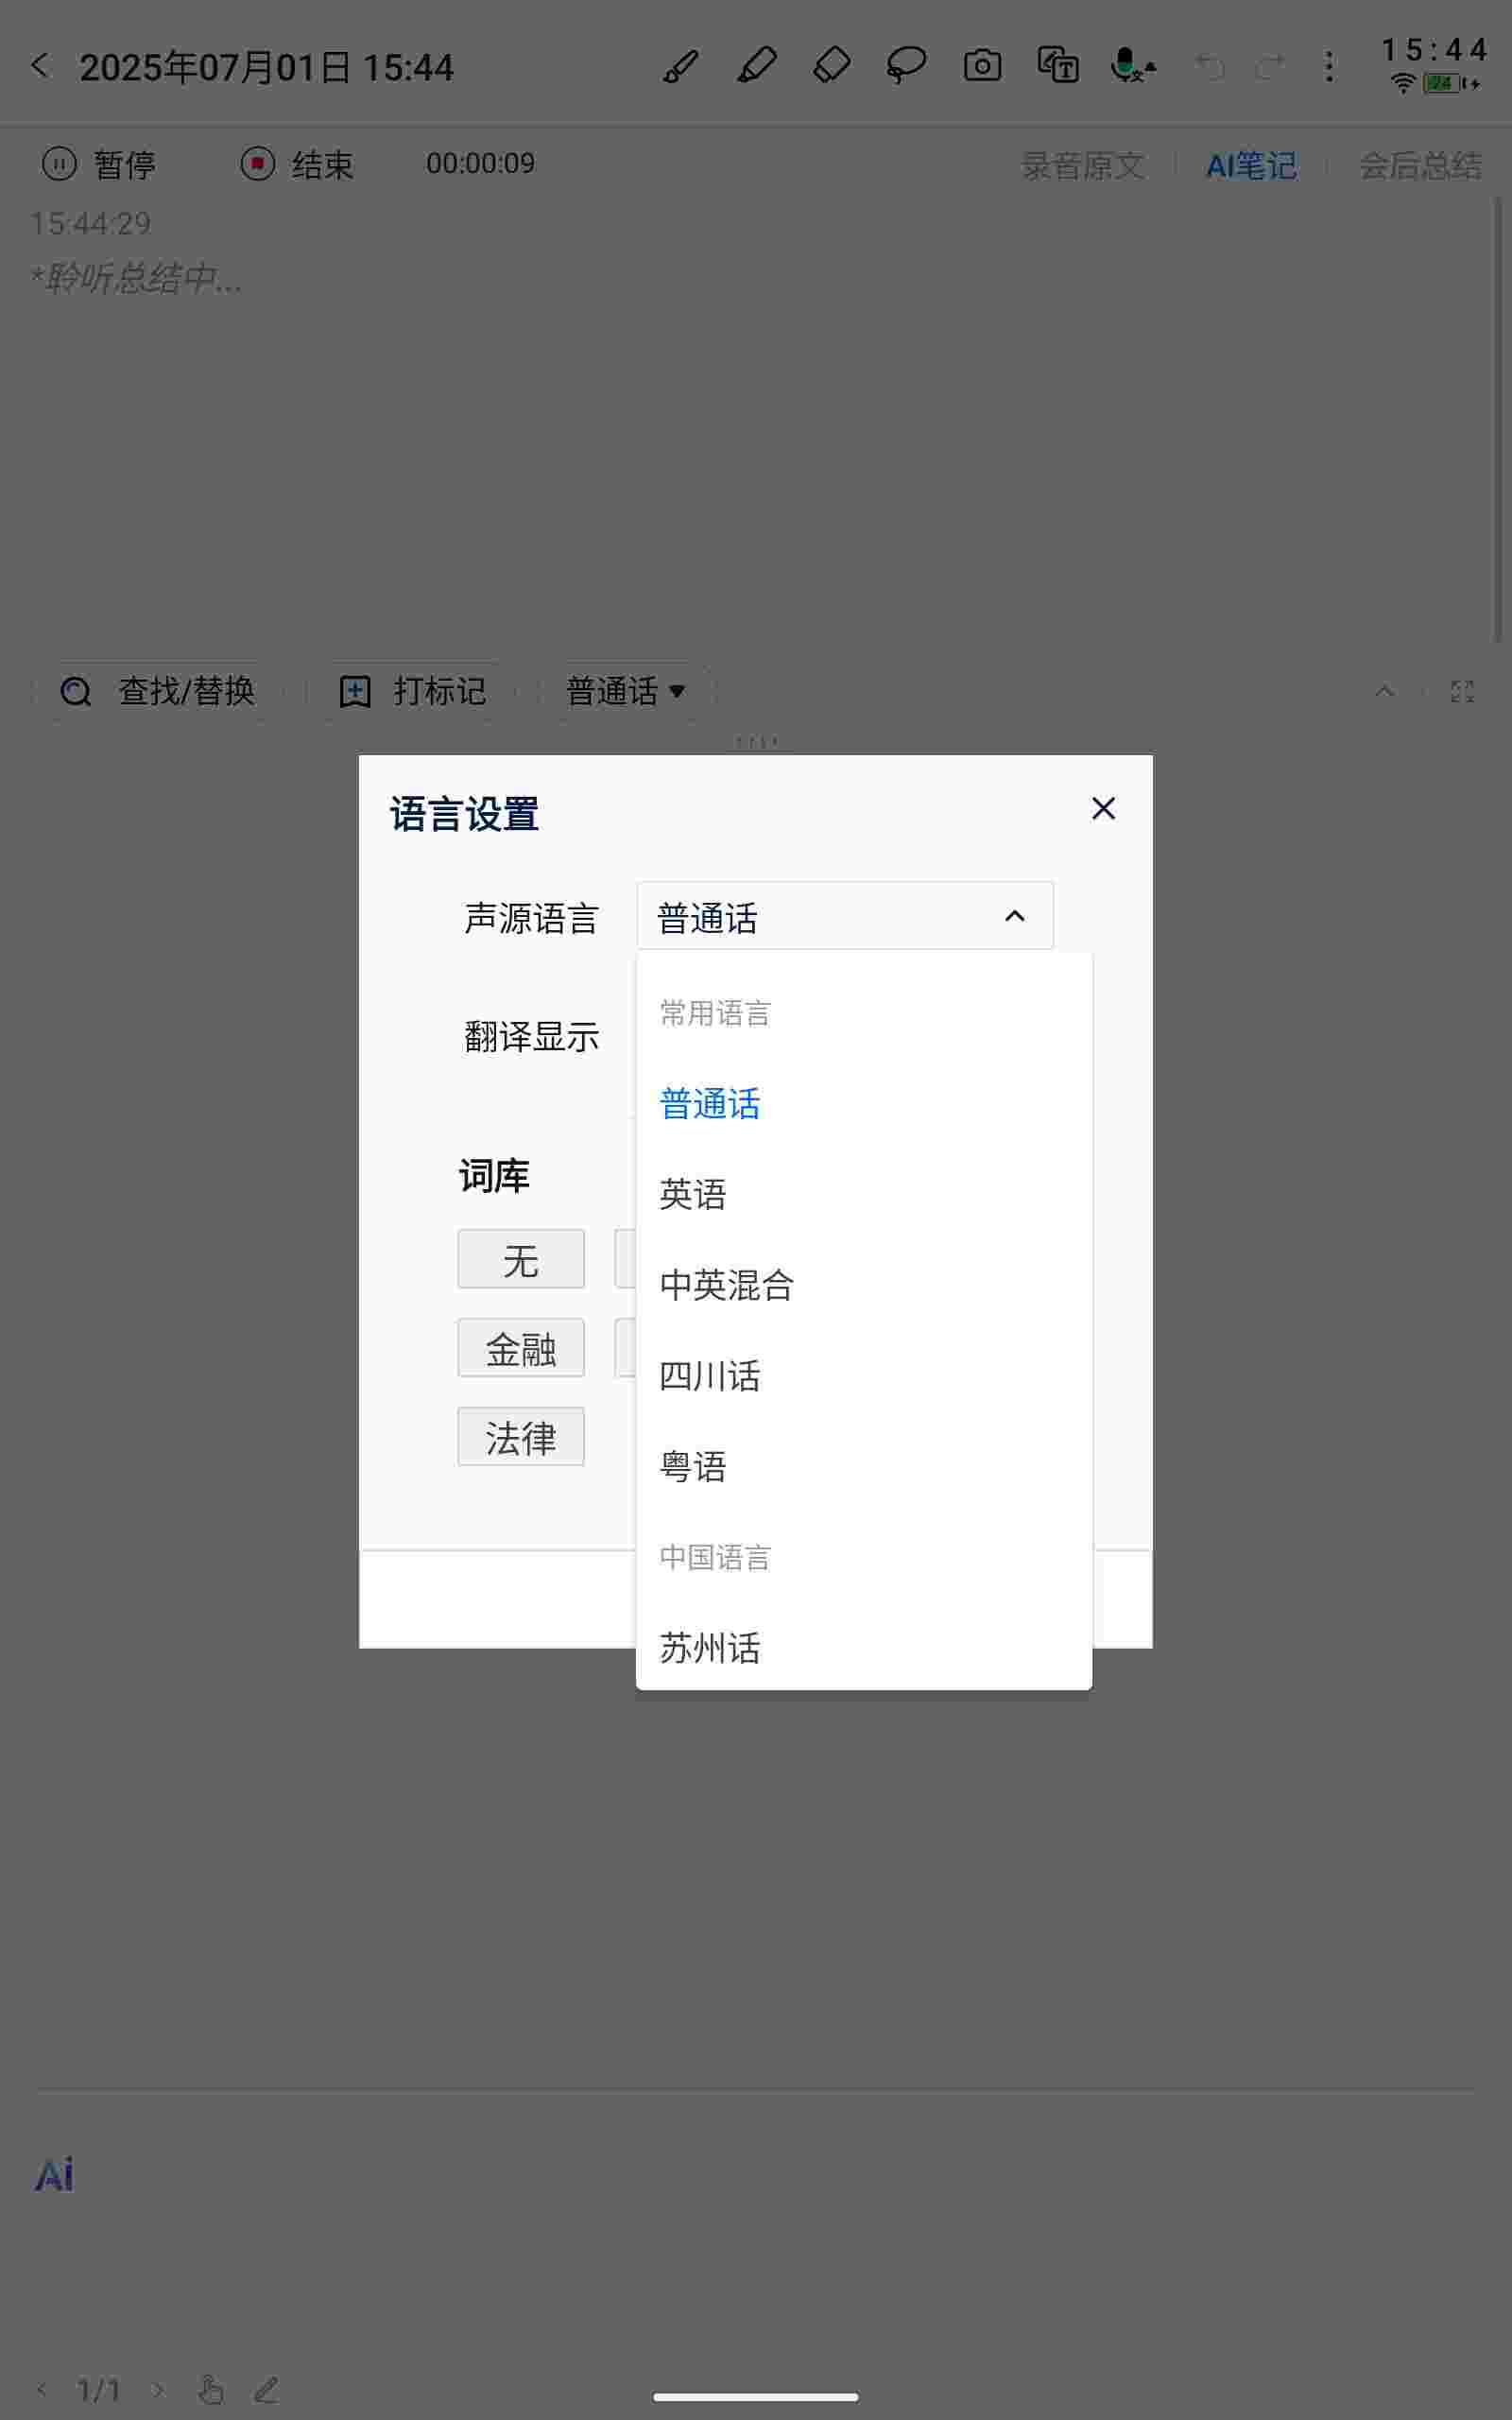 2025年07月01日 15:44
15:44
24
暂停
结束
00:00:09
录音原文
AI笔记
会后总结
15:44:29
*聆听总结中...
查找/替换
打标记
普通话
语言设置
声源语言
普通话
常用语言
翻译显示
普通话
词库
英语
无
中英混合
金融
四川话
法律
粤语
中国语言
苏州话
Ai
1/1